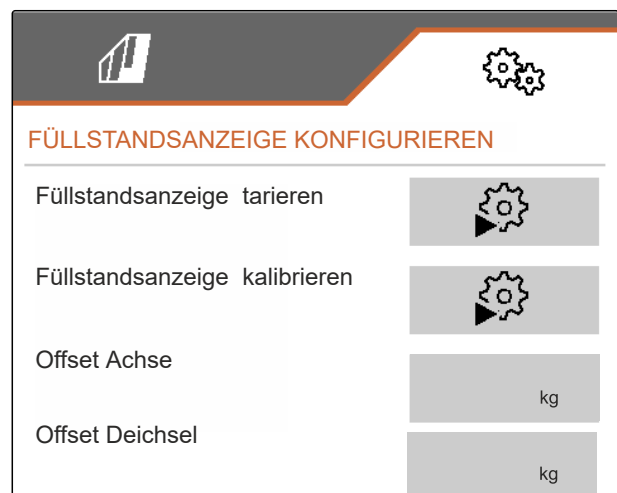 FÜLLSTANDSANZEIGE KONFIGURIEREN
Füllstandsanzeige tarieren
Füllstandsanzeige kalibrieren
Offset Achse
kg
Offset Deichsel
kg